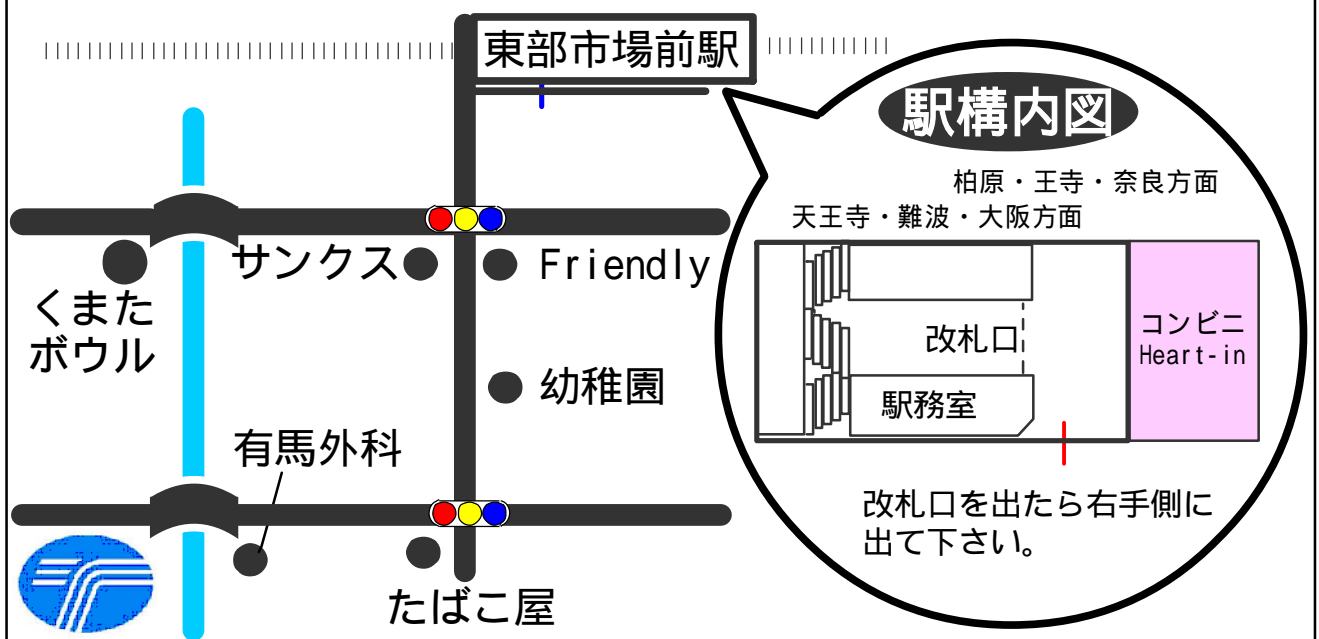 東部市場前駅
駅構内図
柏原・王寺・奈良方面
天王寺・難波・大阪方面
サンクス
Friendly
くまた
ボウル
改札口
コンビニ
Heart-in
駅務室
幼稚園
有馬外科
改札口を出たら右手側に
出て下さい。
たばこ屋